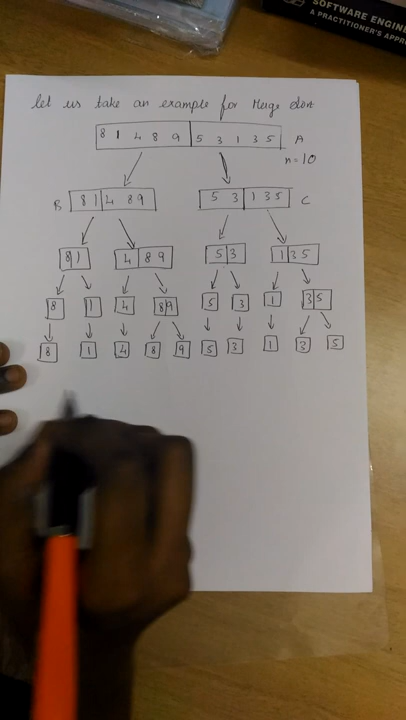 SOFTWARE ENGINE
A PRACTITIONER'S APPR
let us take an example for Merge Sort
8 1 4 8 9 5 3 1 3 5 A
n=10
B 8 1 4 8 9 5 3 1 3 5 C
8 1 4 8 9 5 3 1 3 5
8 1 4 8 9 5 3 1 3 5
8 1 4 8 9 5 3 1 3 5